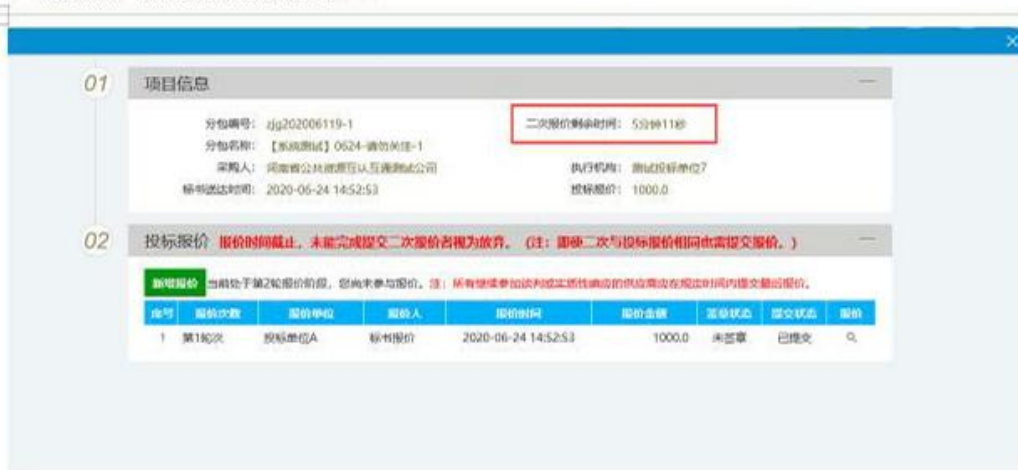 01 项目信息
分包编号: zjg202006119-1 二次报价剩余时间: 5分钟11秒
分包名称: 【系统测试】0624-请勿关注-1
采购人: 河南省公共资源互认互通测试公司 执行机构: 测试投标单位7
标书送达时间: 2020-06-24 14:52:53 投标报价: 1000.0
02 投标报价 报价时间截止,未能完成提交二次报价者视为放弃。(注:即便二次与投标报价相同也需提交报价。)
新增报价 当前处于第2轮报价阶段,您尚未参与报价。注:所有继续参加谈判或实质性响应的供应商应在规定时间内提交最后报价。
序号 报价次数 报价单位 报价人 报价时间 报价金额 签章状态 提交状态 报价
1 第1轮次 投标单位A 标书报价 2020-06-24 14:52:53 1000.0 未签章 已提交